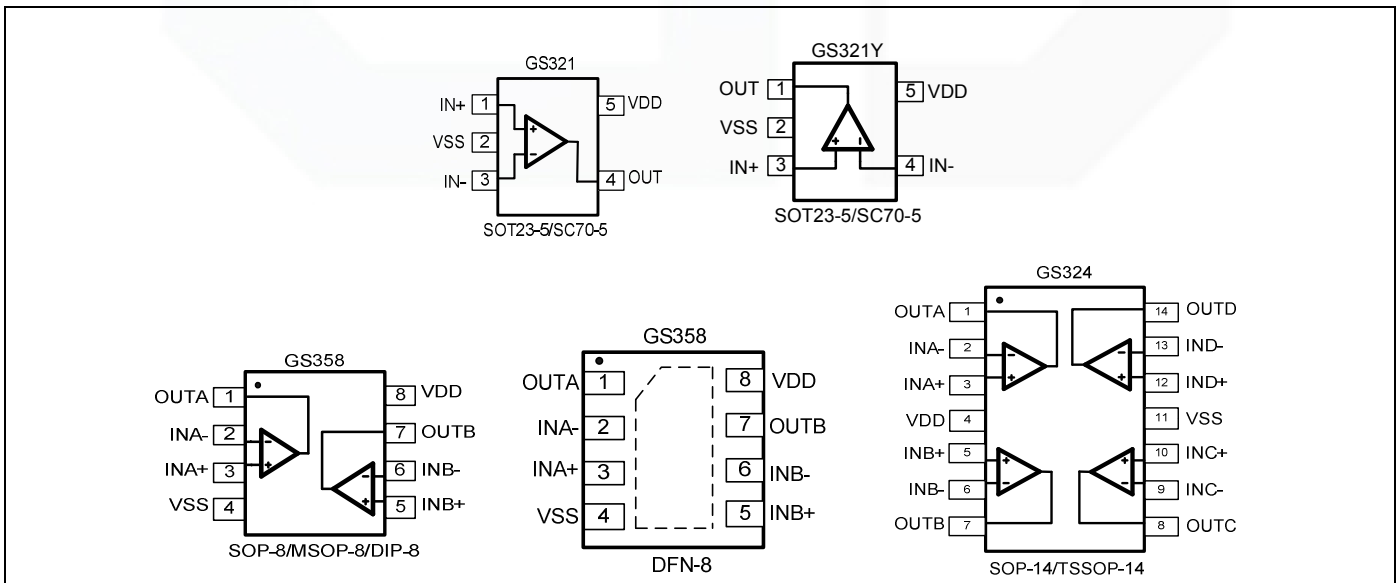 GS321
IN+ 1
VSS 2
IN- 3
5 VDD
4 OUT
+
-
SOT23-5/SC70-5
GS321Y
OUT 1
VSS 2
IN+ 3
5 VDD
4 IN-
+ -
SOT23-5/SC70-5
GS358
OUTA 1
INA- 2
INA+ 3
VSS 4
8 VDD
7 OUTB
6 INB-
5 INB+
-
+
-
+
SOP-8/MSOP-8/DIP-8
GS358
OUTA 1
INA- 2
INA+ 3
VSS 4
8 VDD
7 OUTB
6 INB-
5 INB+
DFN-8
GS324
OUTA 1
INA- 2
INA+ 3
VDD 4
INB+ 5
INB- 6
OUTB 7
14 OUTD
13 IND-
12 IND+
11 VSS
10 INC+
9 INC-
8 OUTC
-
+
-
+
+
-
+
-
SOP-14/TSSOP-14